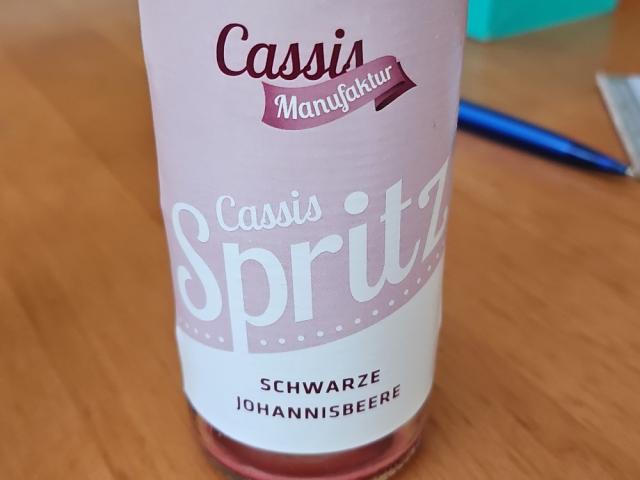 Cassis
Manufaktur
Cassis
Spritz
SCHWARZE
JOHANNISBEERE